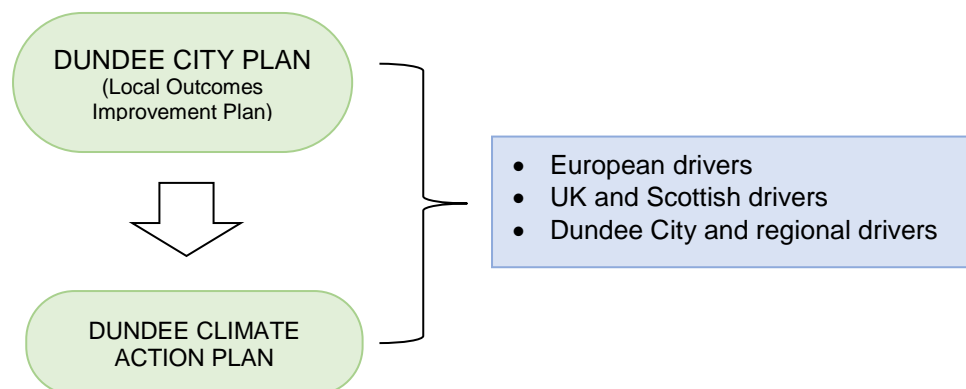 DUNDEE CITY PLAN
(Local Outcomes
Improvement Plan)
• European drivers
• UK and Scottish drivers
• Dundee City and regional drivers
DUNDEE CLIMATE
ACTION PLAN